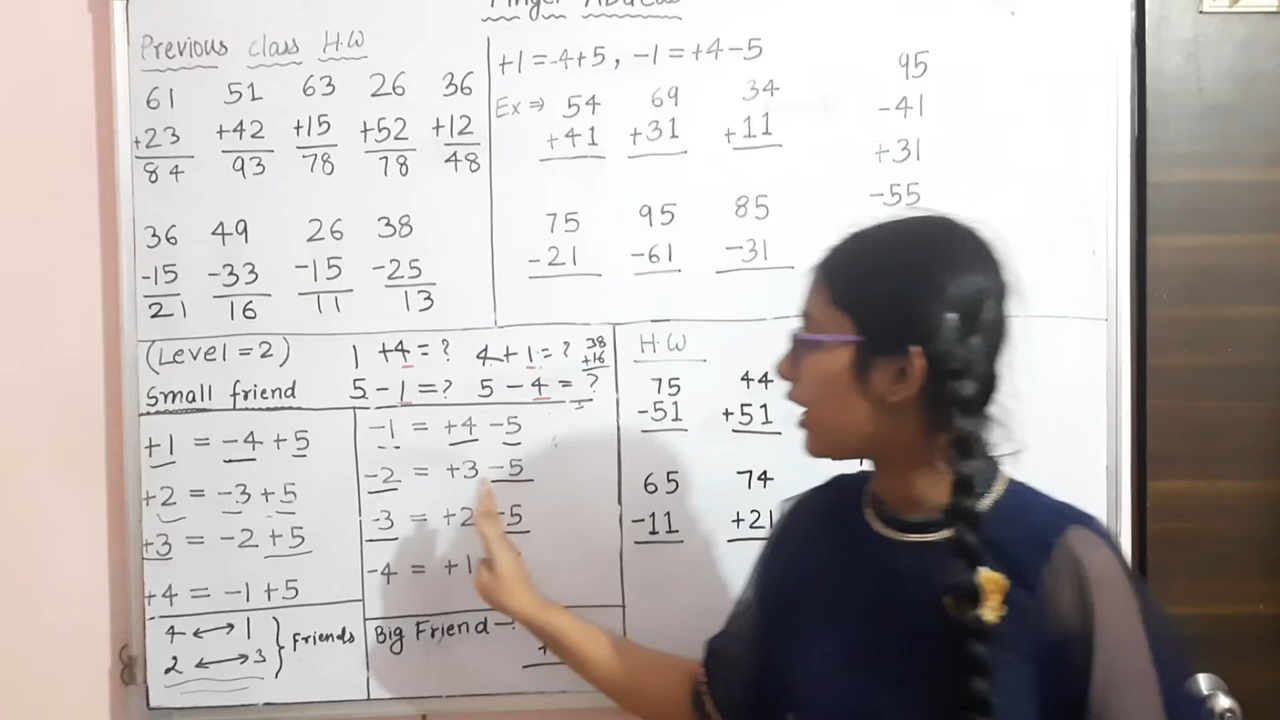 Finger Abacus
Previous class H.W
61 51 63 26 36
+23 +42 +15 +52 +12
84 93 78 78 48
36 49 26 38
-15 -33 -15 -25
21 16 11 13
+1 = -4+5, -1 = +4-5
Ex ⇒ 54 69 34
+41 +31 +11
75 95 85
-21 -61 -31
95
-41
+31
-55
(Level = 2) 1 +4 = ? 4+1 = ? 38
+16
Small friend 5 - 1 = ? 5 - 4 = ?
+1 = -4 +5
+2 = -3 +5
+3 = -2 +5
+4 = -1 +5
4 ↔ 1
2 ↔ 3
} Friends
-1 = +4 -5
-2 = +3 -5
-3 = +2 -5
-4 = +1
Big Friend -
H.W
75 44
-51 +51
65 74
-11 +21